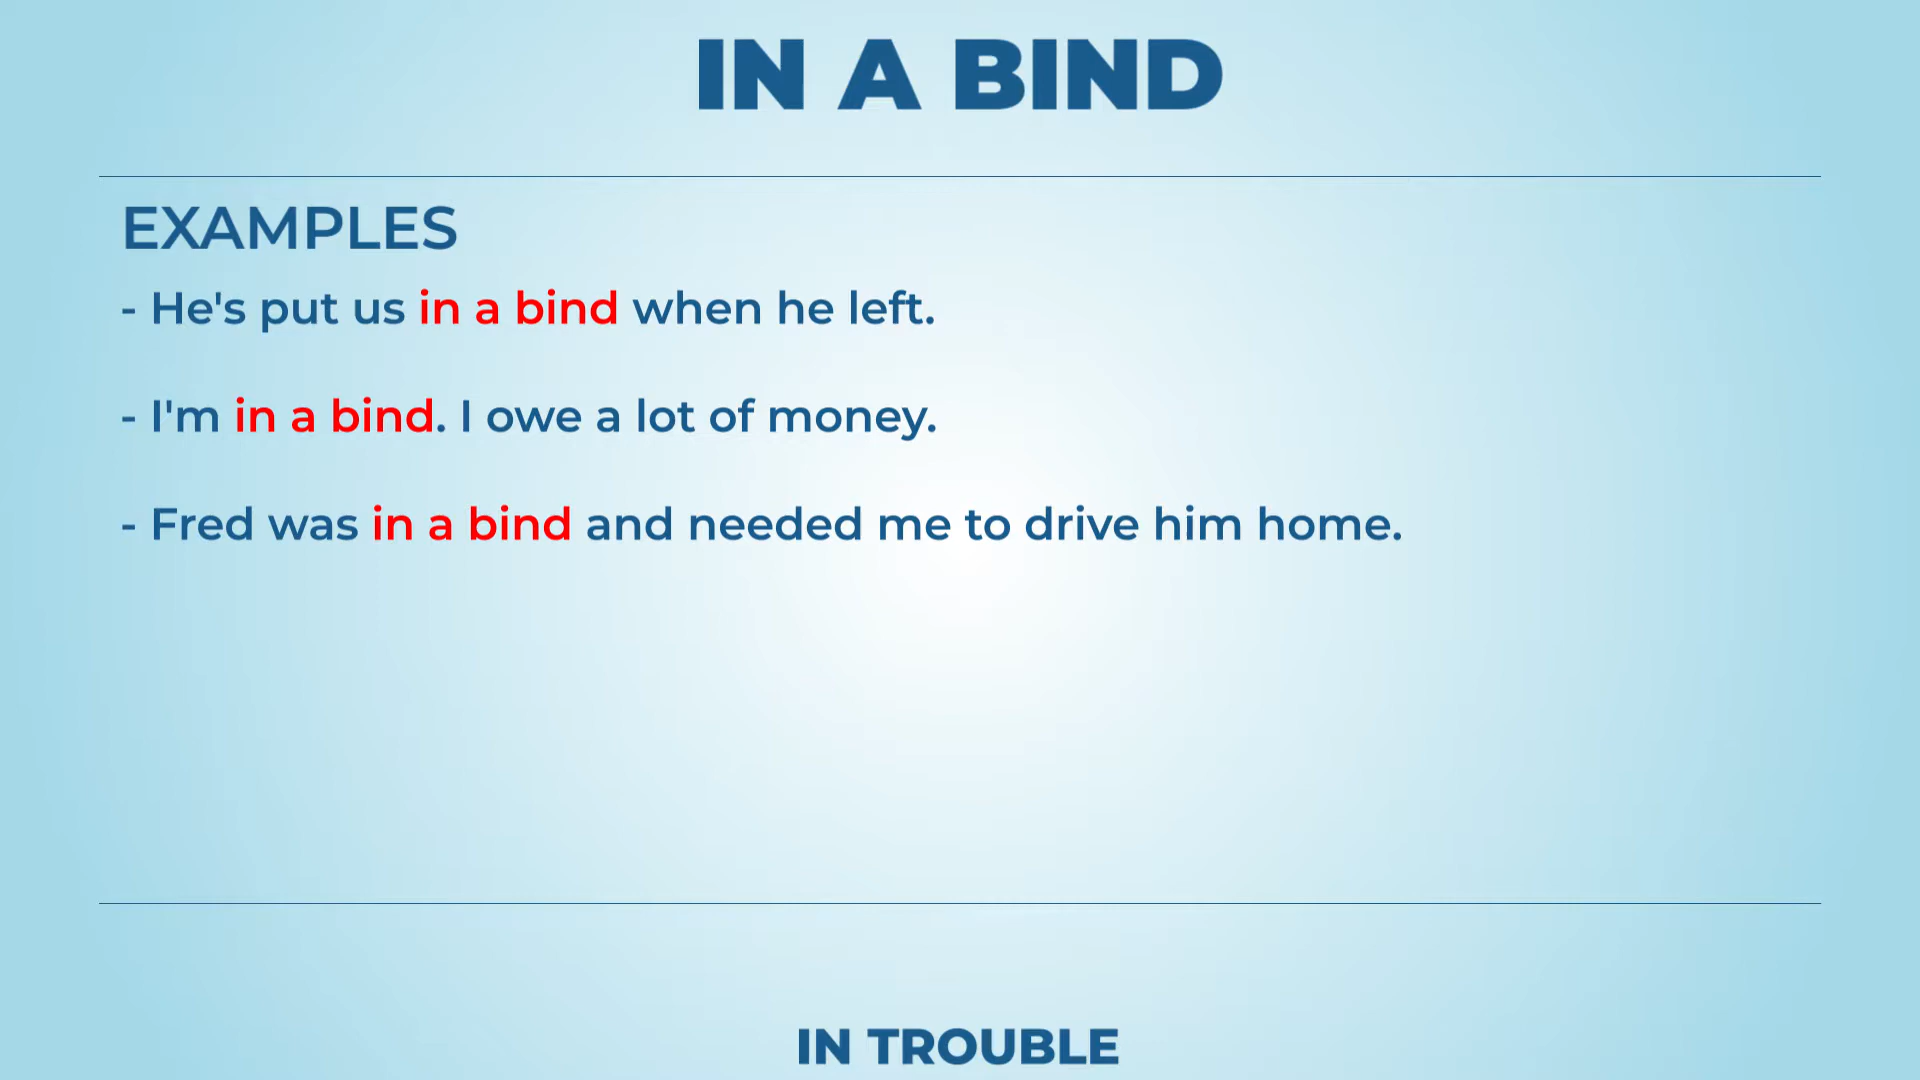 IN A BIND
EXAMPLES
- He's put us in a bind when he left.
- I'm in a bind. I owe a lot of money.
- Fred was in a bind and needed me to drive him home.
IN TROUBLE